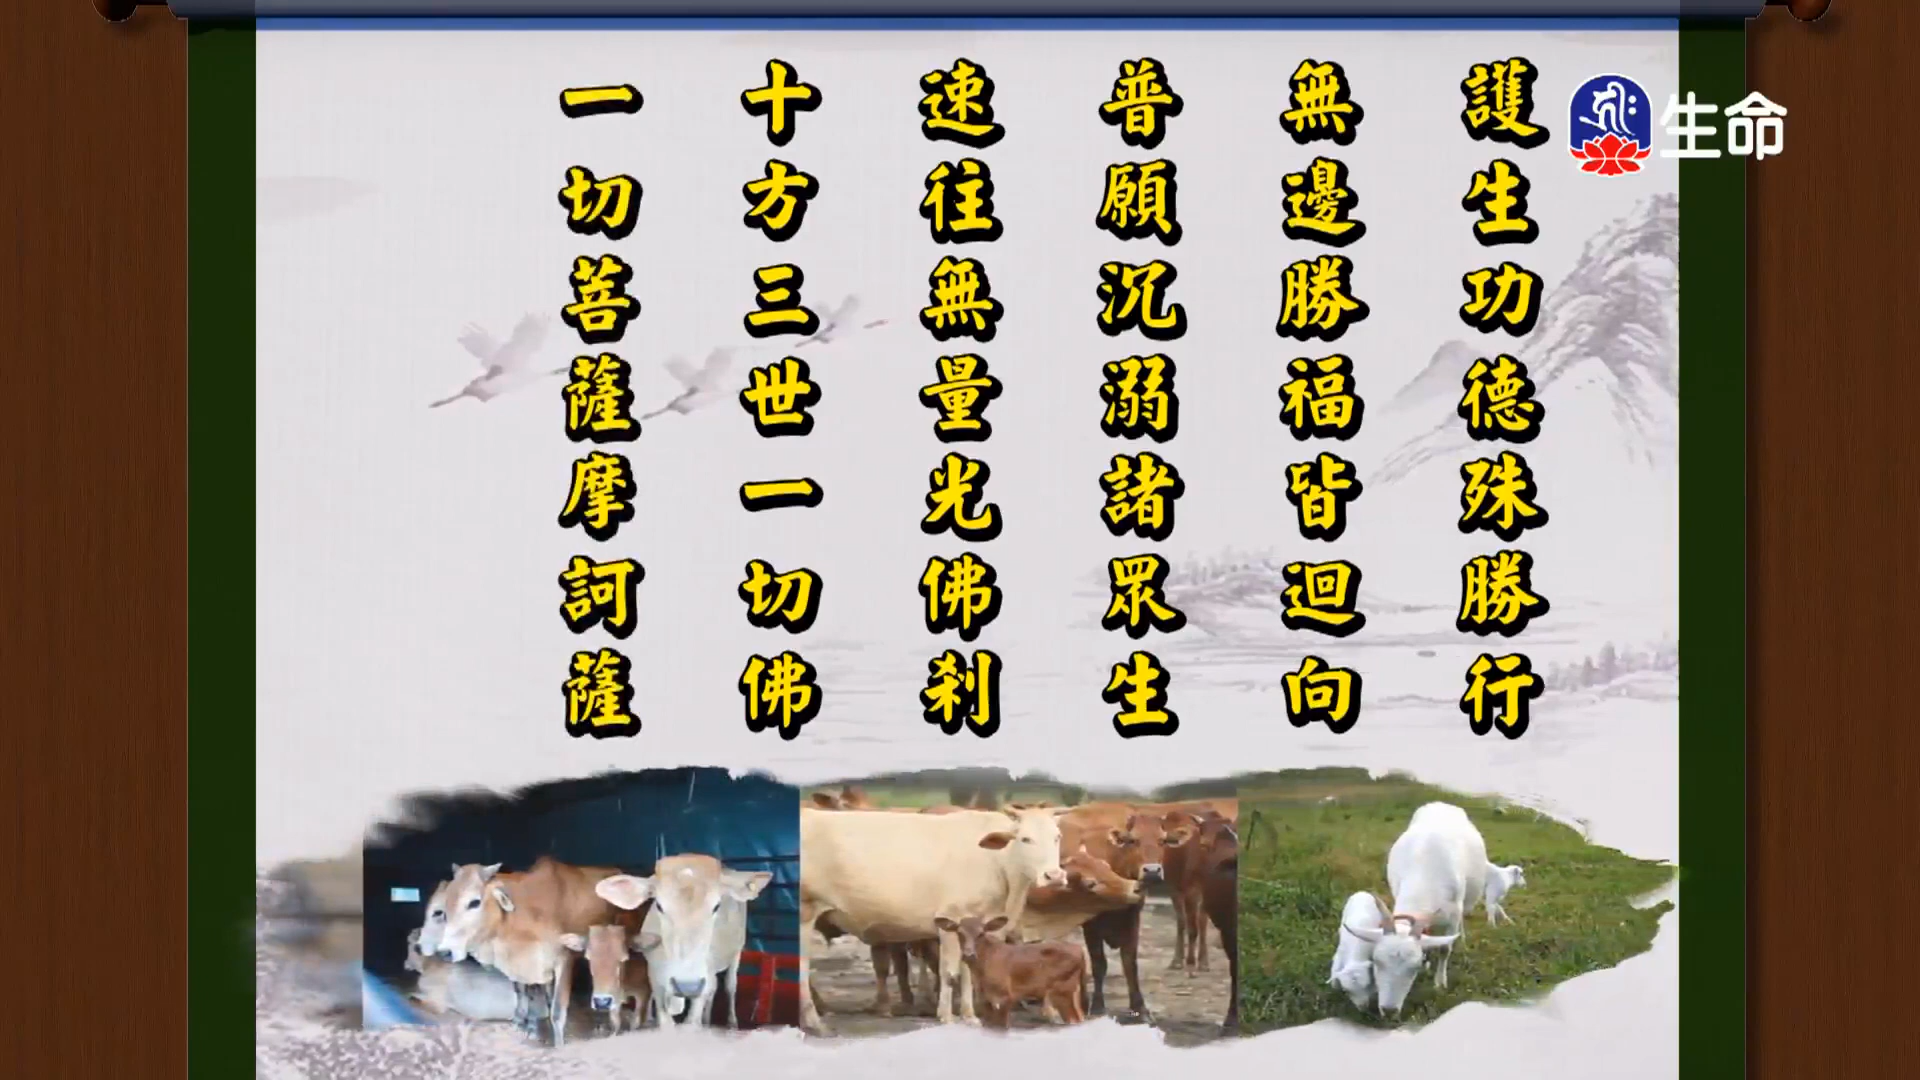 護生功德殊勝行
無邊勝福皆迴向
普願沉溺諸眾生
速往無量光佛剎
十方三世一切佛
一切菩薩摩訶薩
生命